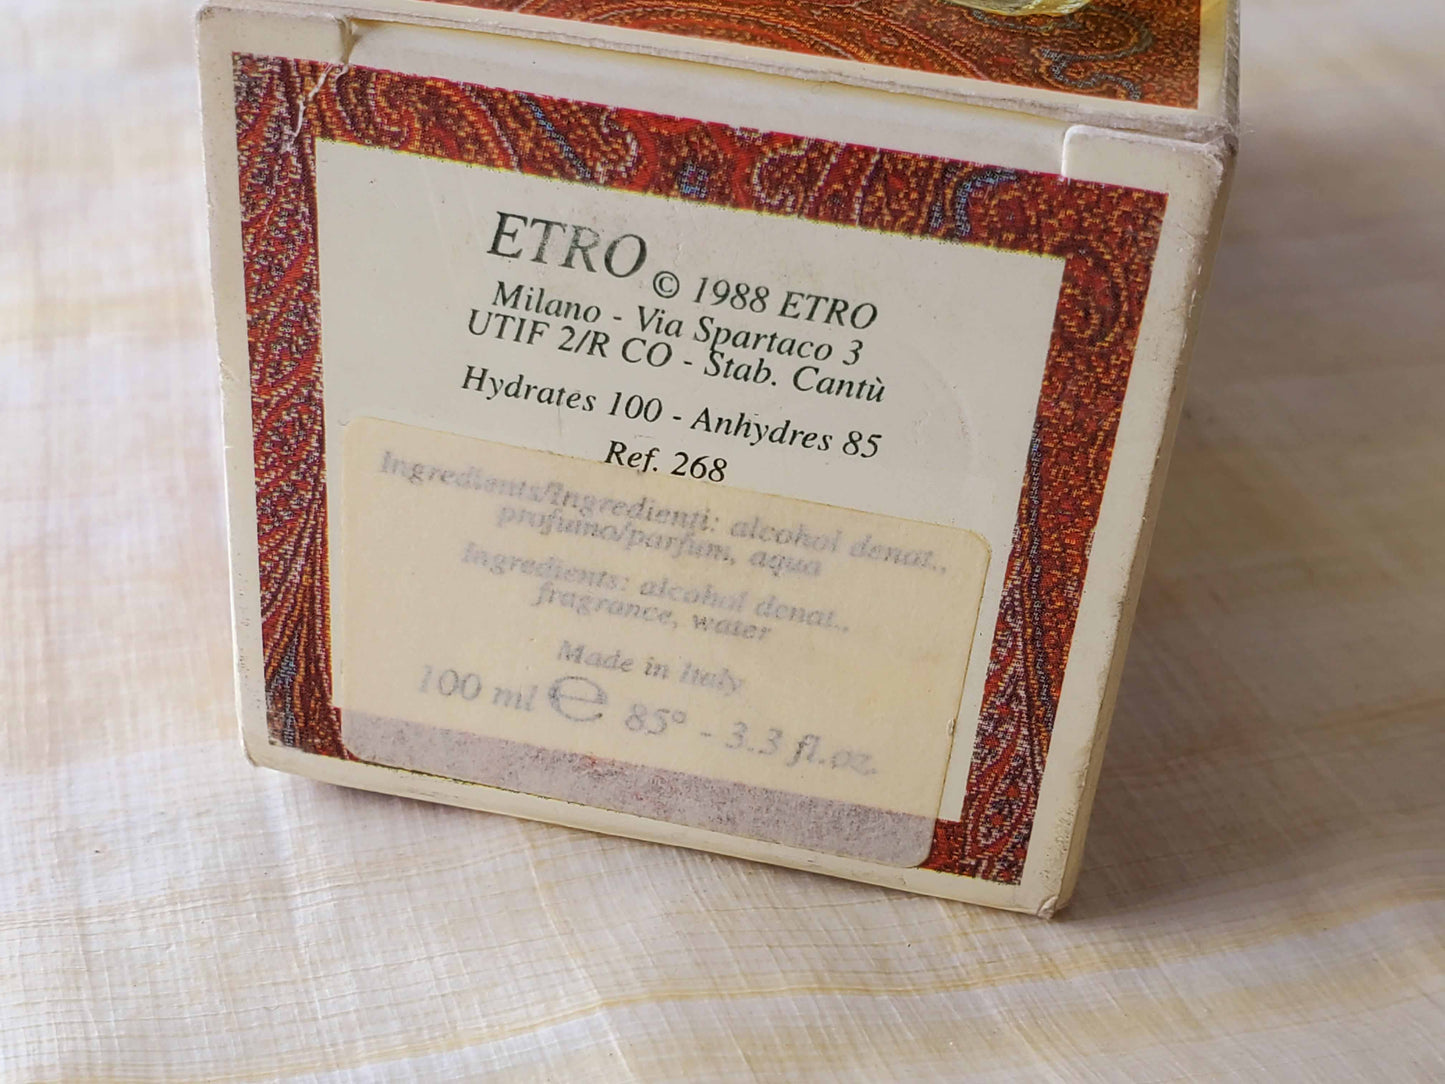 ETRO
© 1988 ETRO
Milano - Via Spartaco 3
UTIF 2/R CO - Stab. Cantù
Hydrates 100 - Anhydres 85
Ref. 268
Ingredients/Ingredienti: alcohol denat.,
profumo/parfum, aqua
Ingredients: alcohol denat.,
fragrance, water
Made in Italy
100 ml ℮ 85° - 3.3 fl.oz.